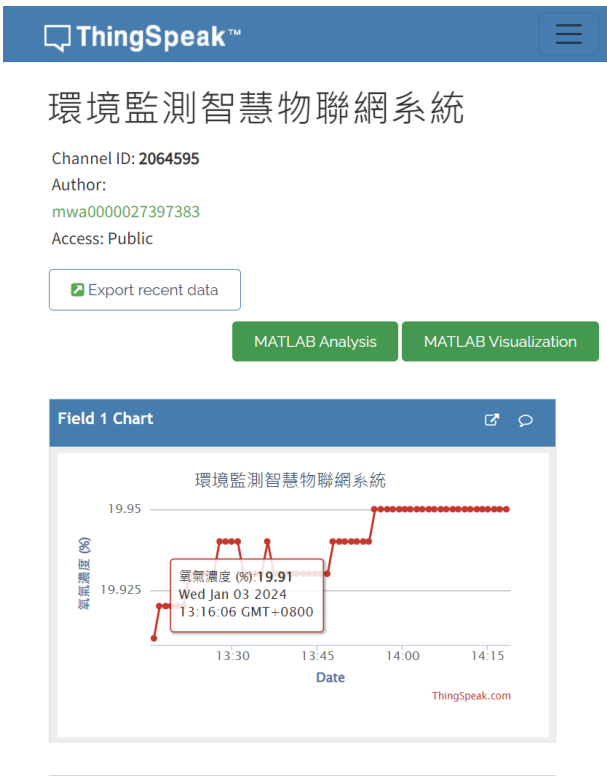 ThingSpeak™
環境監測智慧物聯網系統
Channel ID: 2064595
Author:
mwa0000027397383
Access: Public
Export recent data
MATLAB Analysis
MATLAB Visualization
Field 1 Chart
環境監測智慧物聯網系統
氧氣濃度 (%)
19.95
19.925
氧氣濃度 (%):19.91
Wed Jan 03 2024
13:16:06 GMT+0800
13:30
13:45
14:00
14:15
Date
ThingSpeak.com